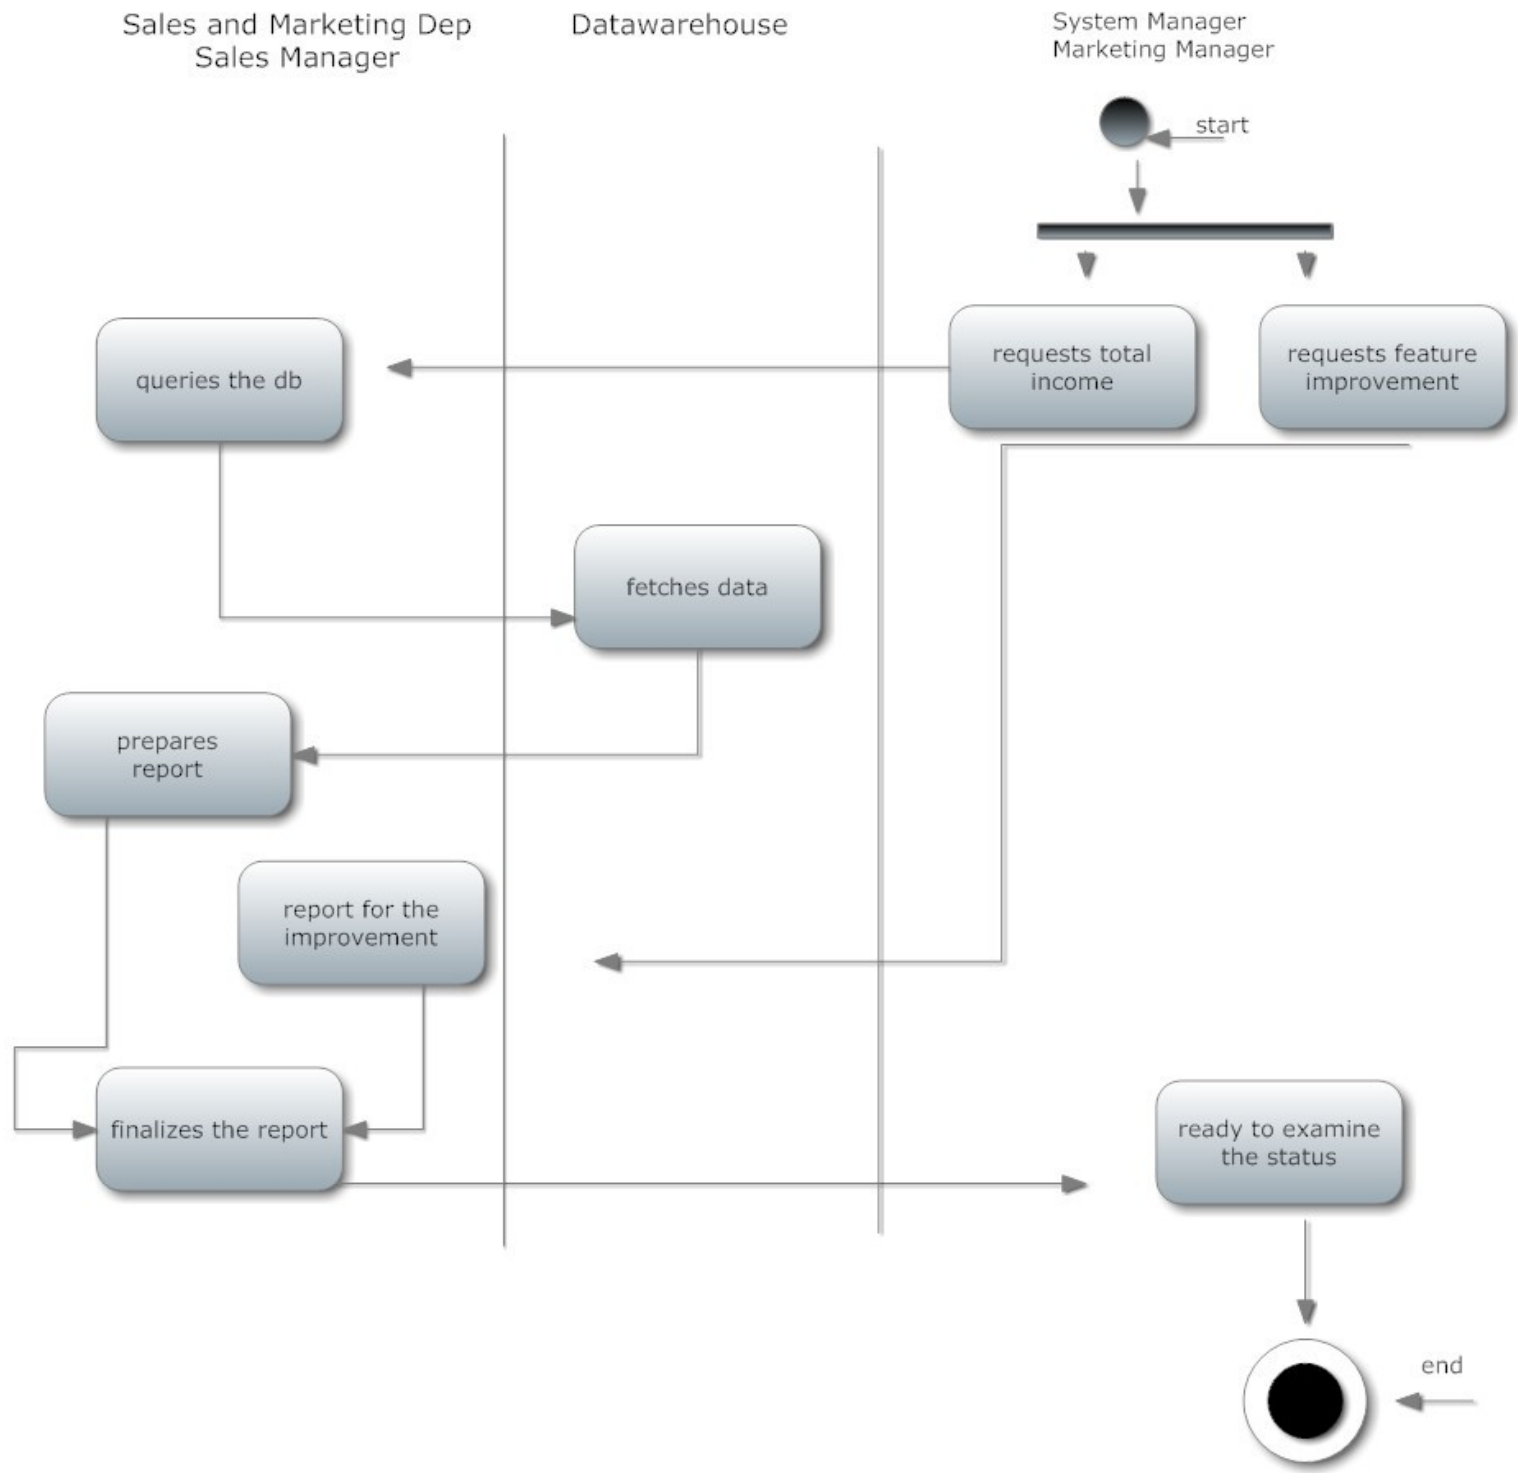 Sales and Marketing Dep
Sales Manager
Datawarehouse
System Manager
Marketing Manager
start
requests total
income
requests feature
improvement
queries the db
fetches data
prepares
report
report for the
improvement
finalizes the report
ready to examine
the status
end